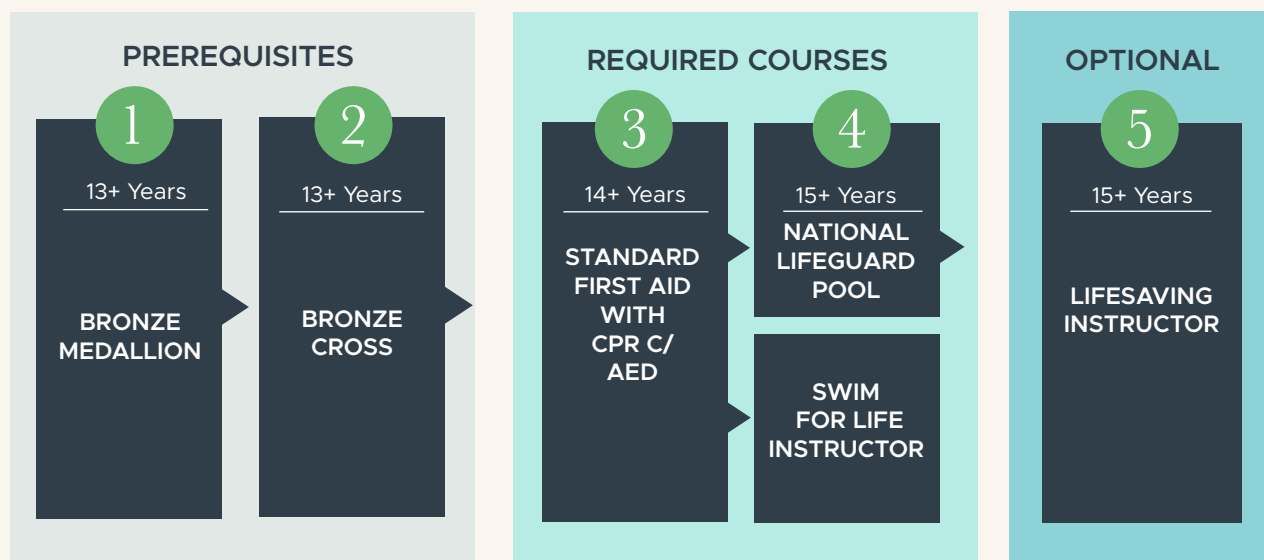 PREREQUISITES
1
13+ Years
BRONZE
MEDALLION
2
13+ Years
BRONZE
CROSS
REQUIRED COURSES
3
14+ Years
STANDARD
FIRST AID
WITH
CPR C/
AED
4
15+ Years
NATIONAL
LIFEGUARD
POOL
SWIM
FOR LIFE
INSTRUCTOR
OPTIONAL
5
15+ Years
LIFESAVING
INSTRUCTOR